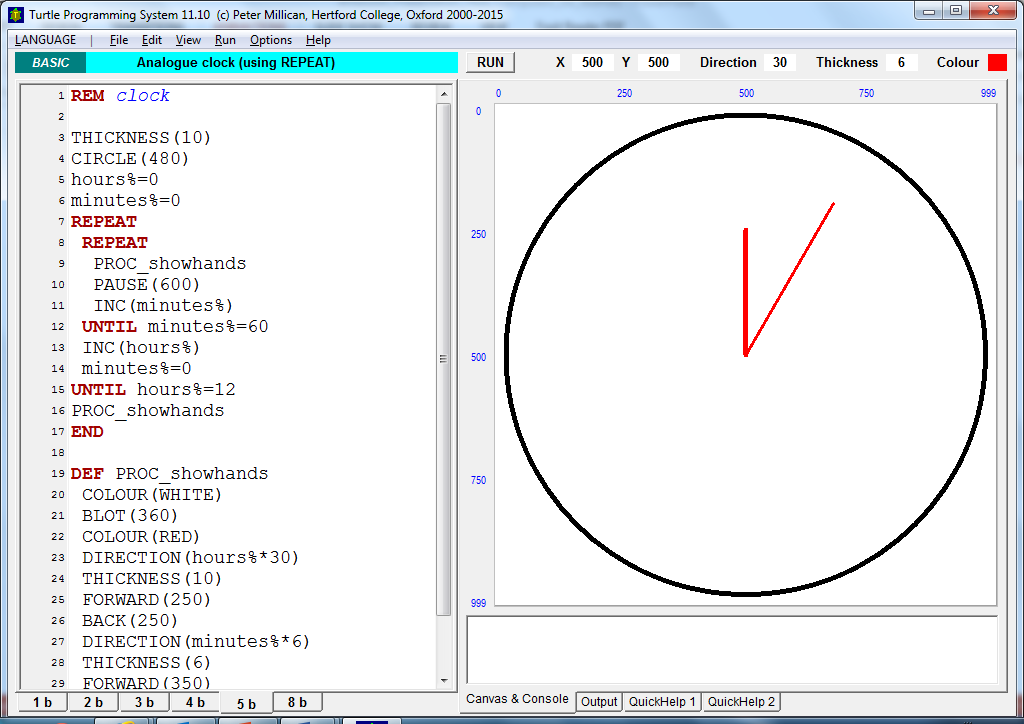 Turtle Programming System 11.10 (c) Peter Millican, Hertford College, Oxford 2000-2015
LANGUAGE | File Edit View Run Options Help
BASIC Analogue clock (using REPEAT) RUN X 500 Y 500 Direction 30 Thickness 6 Colour
1 REM clock
2
3 THICKNESS(10)
4 CIRCLE(480)
5 hours%=0
6 minutes%=0
7 REPEAT
8 REPEAT
9 PROC_showhands
10 PAUSE(600)
11 INC(minutes%)
12 UNTIL minutes%=60
13 INC(hours%)
14 minutes%=0
15 UNTIL hours%=12
16 PROC_showhands
17 END
18
19 DEF PROC_showhands
20 COLOUR(WHITE)
21 BLOT(360)
22 COLOUR(RED)
23 DIRECTION(hours%*30)
24 THICKNESS(10)
25 FORWARD(250)
26 BACK(250)
27 DIRECTION(minutes%*6)
28 THICKNESS(6)
29 FORWARD(350)
1 b 2 b 3 b 4 b 5 b 8 b
0 250 500 750 999
0
250
500
750
999
Canvas & Console Output QuickHelp 1 QuickHelp 2